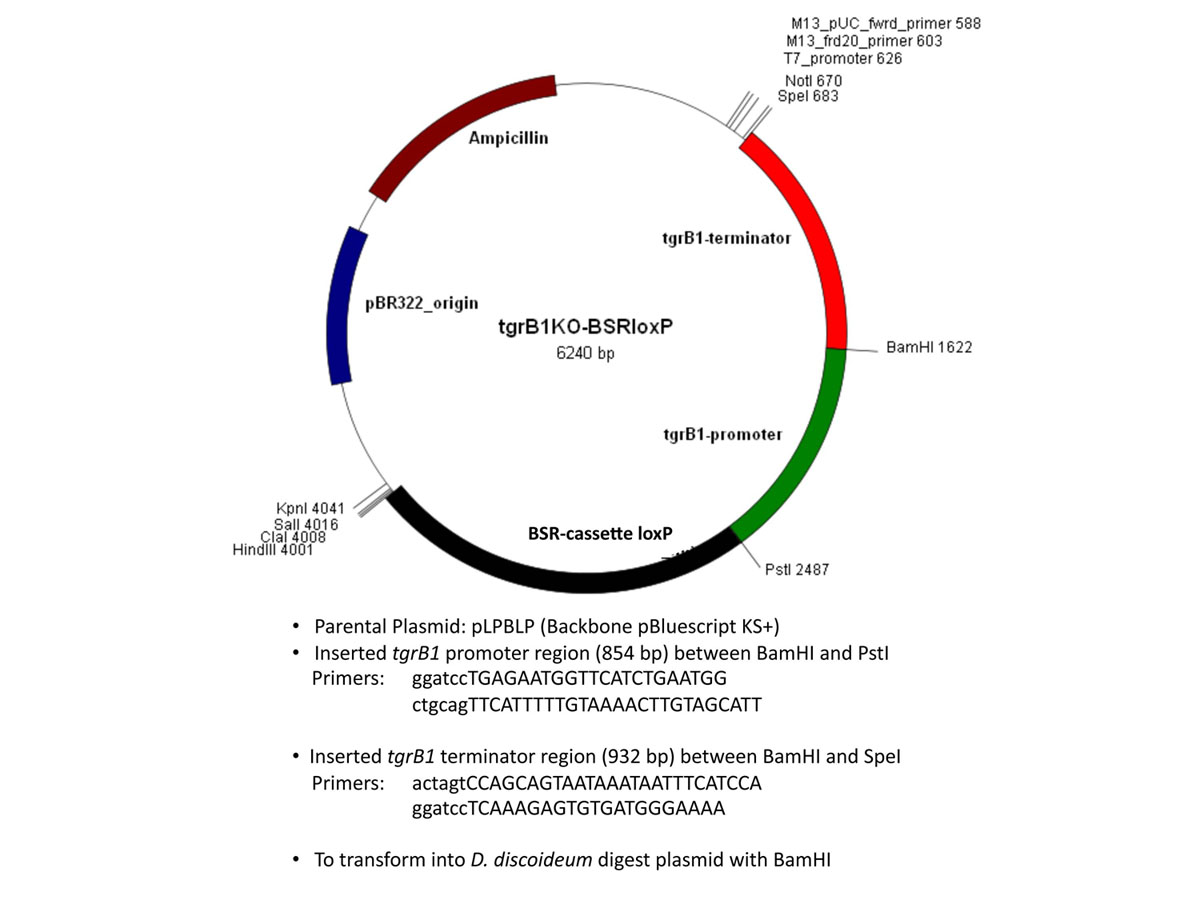 M13_pUC_fwrd_primer 588
M13_frd20_primer 603
T7_promoter 626
NotI 670
SpeI 683
Ampicillin
tgrB1-terminator
pBR322_origin
tgrB1KO-BSRloxP
6240 bp
BamHI 1622
tgrB1-promoter
KpnI 4041
SalI 4016
ClaI 4008
HindIII 4001
BSR-cassette loxP
PstI 2487
• Parental Plasmid: pLPBLP (Backbone pBluescript KS+)
• Inserted tgrB1 promoter region (854 bp) between BamHI and PstI
Primers: ggatccTGAGAATGGTTCATCTGAATGG
ctgcagTTCATTTTTGTAAAACTTGTAGCATT
• Inserted tgrB1 terminator region (932 bp) between BamHI and SpeI
Primers: actagtCCAGCAGTAATAAATAATTTCATCCA
ggatccTCAAAGAGTGTGATGGGAAAA
• To transform into D. discoideum digest plasmid with BamHI